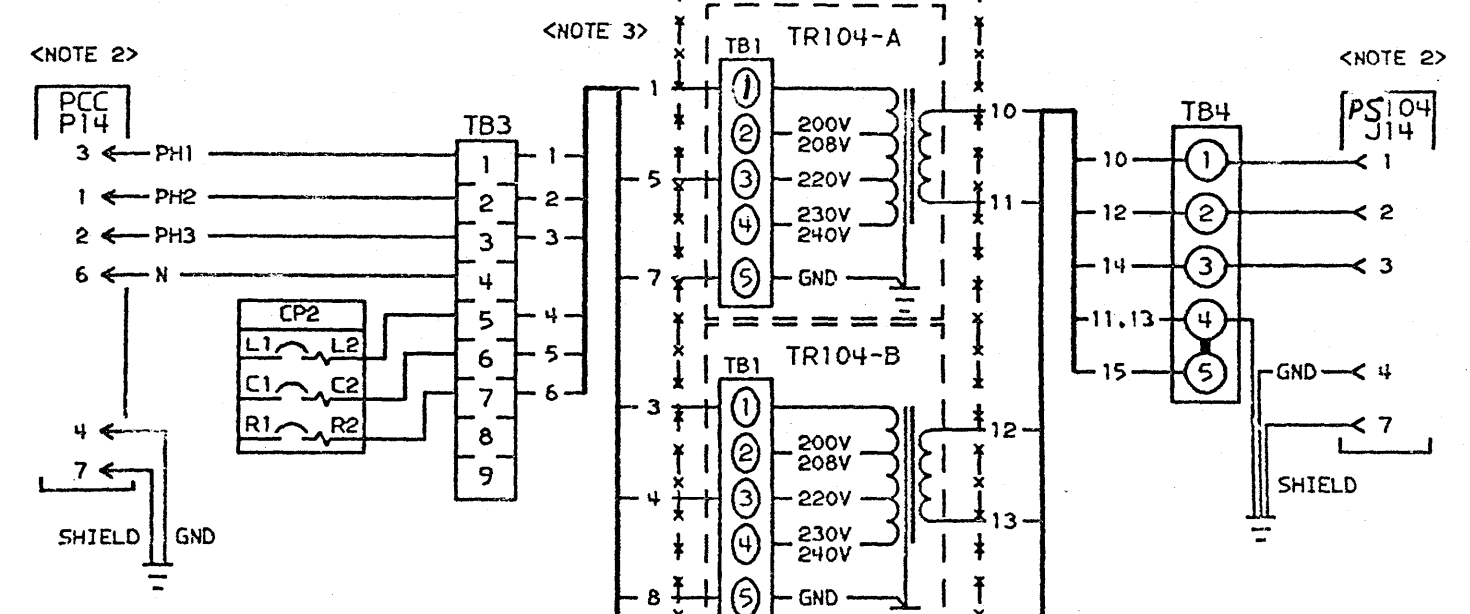 <NOTE 2>
PCC
P14
3 PH1
1 PH2
2 PH3
6 N
4
7
SHIELD GND
CP2
L1 L2
C1 C2
R1 R2
TB3
1 1
2 2
3 3
4
5 4
6 5
7 6
8
9
<NOTE 3>
1
5
7
3
4
8
TR104-A
TB1
1
2 200V
208V
3 220V
4 230V
240V
5 GND
TR104-B
TB1
1
2 200V
208V
3 220V
4 230V
240V
5 GND
10
11
12
13
TB4
10 1
12 2
14 3
11,13 4
15 5
<NOTE 2>
PS104
J14
1
2
3
GND 4
7
SHIELD